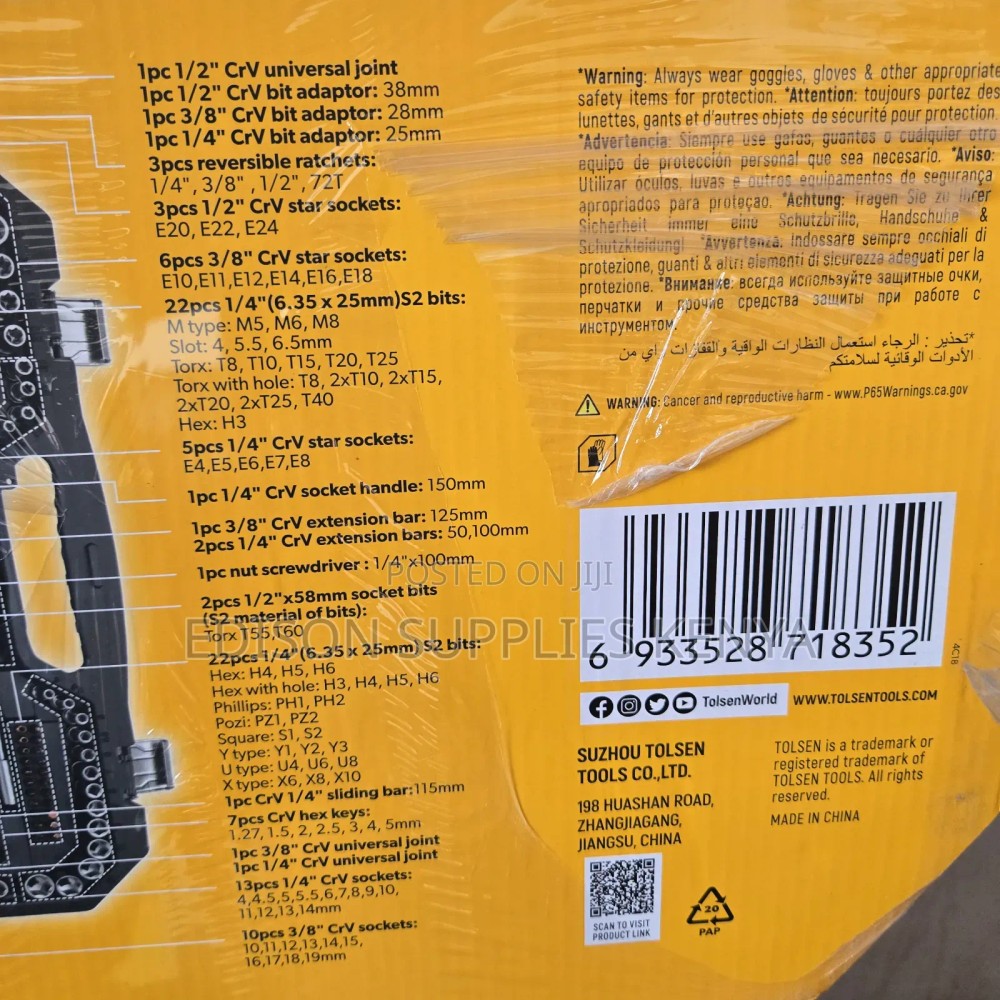 1pc 1/2" CrV universal joint
1pc 1/2" CrV bit adaptor: 38mm
1pc 3/8" CrV bit adaptor: 28mm
1pc 1/4" CrV bit adaptor: 25mm
3pcs reversible ratchets:
1/4", 3/8" , 1/2", 72T
3pcs 1/2" CrV star sockets:
E20, E22, E24
6pcs 3/8" CrV star sockets:
E10,E11,E12,E14,E16,E18
22pcs 1/4"(6.35 x 25mm)S2 bits:
M type: M5, M6, M8
Slot: 4, 5.5, 6.5mm
Torx: T8, T10, T15, T20, T25
Torx with hole: T8, 2xT10, 2xT15,
2xT20, 2xT25, T40
Hex: H3
5pcs 1/4" CrV star sockets:
E4,E5,E6,E7,E8
1pc 1/4" CrV socket handle: 150mm
1pc 3/8" CrV extension bar: 125mm
2pcs 1/4" CrV extension bars: 50,100mm
1pc nut screwdriver : 1/4"x100mm
2pcs 1/2"x58mm socket bits
(S2 material of bits):
Torx T55,T60
22pcs 1/4"(6.35 x 25mm) S2 bits:
Hex: H4, H5, H6
Hex with hole: H3, H4, H5, H6
Phillips: PH1, PH2
Pozi: PZ1, PZ2
Square: S1, S2
Y type: Y1, Y2, Y3
U type: U4, U6, U8
X type: X6, X8, X10
1pc CrV 1/4" sliding bar:115mm
7pcs CrV hex keys:
1.27, 1.5, 2, 2.5, 3, 4, 5mm
1pc 3/8" CrV universal joint
1pc 1/4" CrV universal joint
13pcs 1/4" CrV sockets:
4,4.5,5,5.5,6,7,8,9,10,
11,12,13,14mm
10pcs 3/8" CrV sockets:
10,11,12,13,14,15,
16,17,18,19mm
*Warning: Always wear goggles, gloves & other appropriate
safety items for protection. *Attention: toujours portez des
lunettes, gants et d'autres objets de sécurité pour protection.
*Advertencia: Siempre use gafas, guantes o cualquier otro
equipo de protección personal que sea necesario. *Aviso:
Utilizar óculos, luvas e outros equipamentos de segurança
apropriados para proteção. *Achtung: Tragen Sie zu Ihrer
Sicherheit immer eine Schutzbrille, Handschuhe &
Schutzkleidung! *Avvertenza: Indossare sempre occhiali di
protezione, guanti & altri elementi di sicurezza adeguati per la
protezione. *Внимание: всегда используйте защитные очки,
перчатки и прочие средства защиты при работе с
инструментом.
*تحذير : الرجاء استعمال النظارات الواقية والقفازات و اي من
الأدوات الوقائية لسلامتكم
WARNING: Cancer and reproductive harm - www.P65Warnings.ca.gov
6 933528 718352
4C18
TolsenWorld
WWW.TOLSENTOOLS.COM
SUZHOU TOLSEN
TOOLS CO.,LTD.
198 HUASHAN ROAD,
ZHANGJIAGANG,
JIANGSU, CHINA
TOLSEN is a trademark or
registered trademark of
TOLSEN TOOLS. All rights
reserved.
MADE IN CHINA
SCAN TO VISIT
PRODUCT LINK
20
PAP
POSTED ON JIJI
EDISON SUPPLIES KENYA